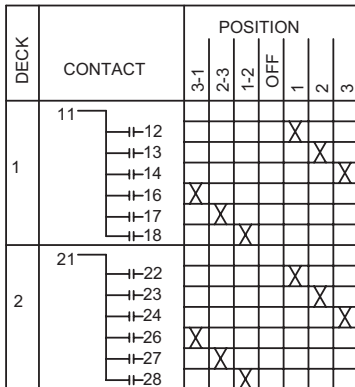 DECK CONTACT POSITION
3-1 2-3 1-2 OFF 1 2 3
1
11
12 X
13 X
14 X
16 X
17 X
18 X
2
21
22 X
23 X
24 X
26 X
27 X
28 X